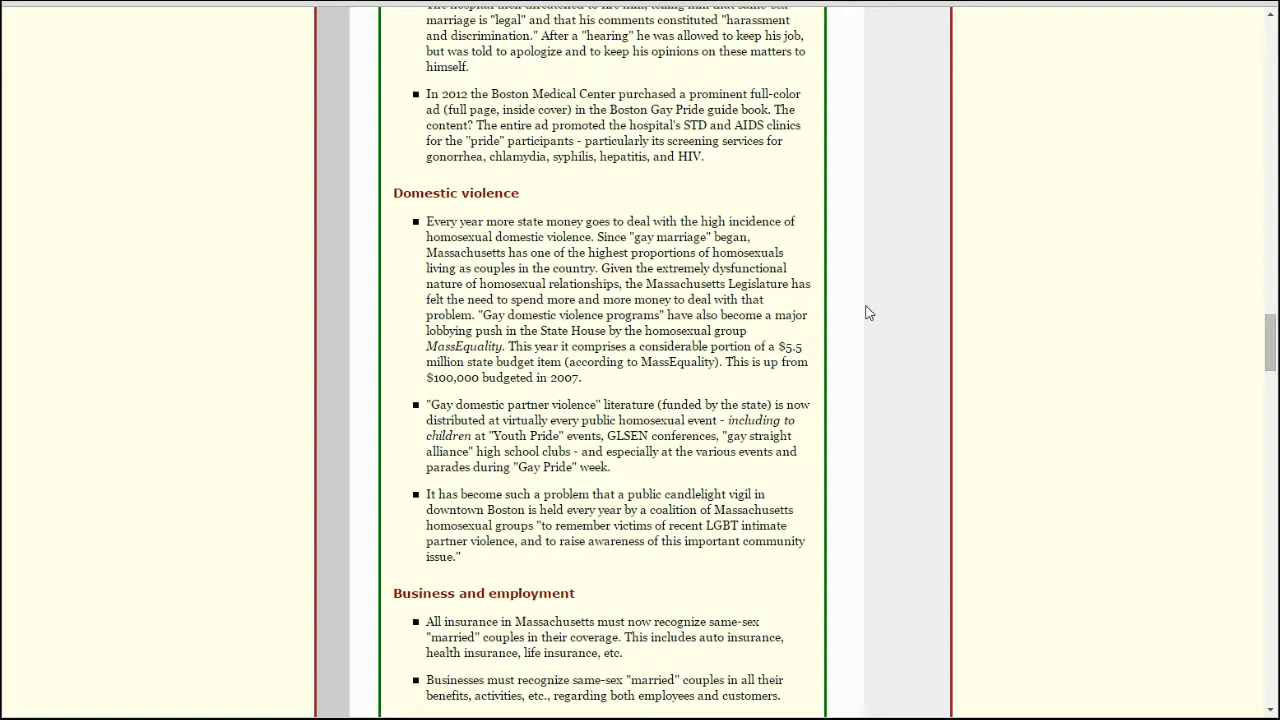 The hospital then threatened to fire him, telling him that same-sex
marriage is "legal" and that his comments constituted "harassment
and discrimination." After a "hearing" he was allowed to keep his job,
but was told to apologize and to keep his opinions on these matters to
himself.
In 2012 the Boston Medical Center purchased a prominent full-color
ad (full page, inside cover) in the Boston Gay Pride guide book. The
content? The entire ad promoted the hospital's STD and AIDS clinics
for the "pride" participants - particularly its screening services for
gonorrhea, chlamydia, syphilis, hepatitis, and HIV.
Domestic violence
Every year more state money goes to deal with the high incidence of
homosexual domestic violence. Since "gay marriage" began,
Massachusetts has one of the highest proportions of homosexuals
living as couples in the country. Given the extremely dysfunctional
nature of homosexual relationships, the Massachusetts Legislature has
felt the need to spend more and more money to deal with that
problem. "Gay domestic violence programs" have also become a major
lobbying push in the State House by the homosexual group
MassEquality. This year it comprises a considerable portion of a $5.5
million state budget item (according to MassEquality). This is up from
$100,000 budgeted in 2007.
"Gay domestic partner violence" literature (funded by the state) is now
distributed at virtually every public homosexual event - including to
children at "Youth Pride" events, GLSEN conferences, "gay straight
alliance" high school clubs - and especially at the various events and
parades during "Gay Pride" week.
It has become such a problem that a public candlelight vigil in
downtown Boston is held every year by a coalition of Massachusetts
homosexual groups "to remember victims of recent LGBT intimate
partner violence, and to raise awareness of this important community
issue."
Business and employment
All insurance in Massachusetts must now recognize same-sex
"married" couples in their coverage. This includes auto insurance,
health insurance, life insurance, etc.
Businesses must recognize same-sex "married" couples in all their
benefits, activities, etc., regarding both employees and customers.